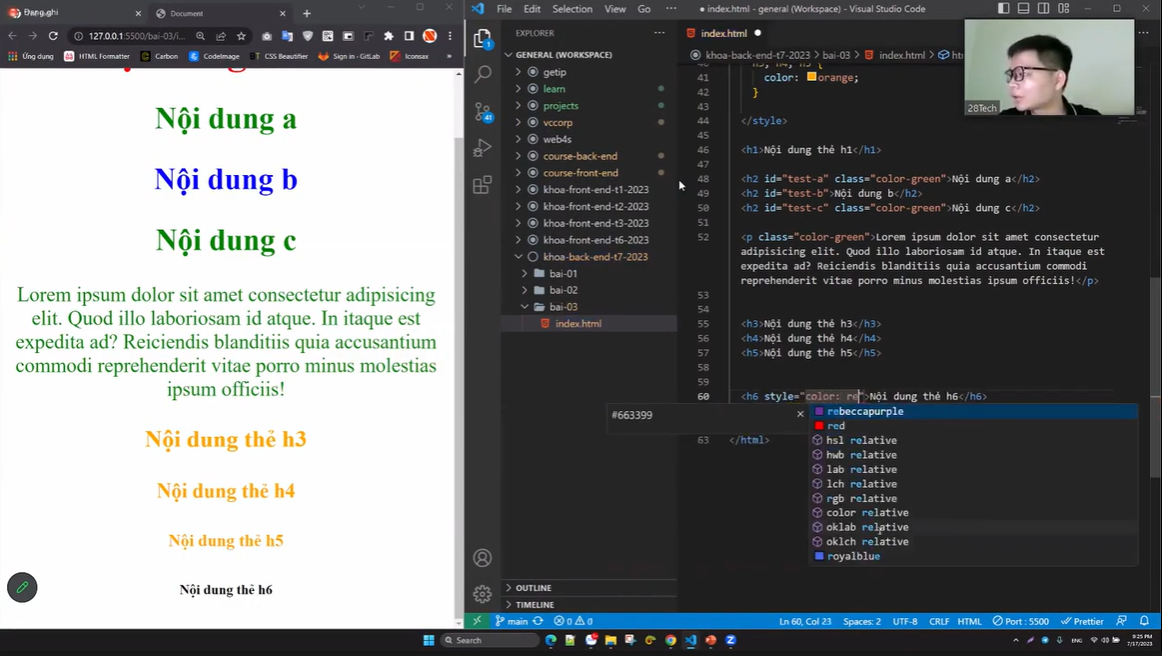 Đang ghi
Document
127.0.0.1:5500/bai-03/i...
Ứng dụng
HTML Formatter
Carbon
CodeImage
CSS Beautifier
Sign in · GitLab
Iconsax
Nội dung a
Nội dung b
Nội dung c
Lorem ipsum dolor sit amet consectetur adipisicing
elit. Quod illo laboriosam id atque. In itaque est
expedita ad? Reiciendis blanditiis quia accusantium
commodi reprehenderit vitae porro minus molestias
ipsum officiis!
Nội dung thẻ h3
Nội dung thẻ h4
Nội dung thẻ h5
Nội dung thẻ h6
File Edit Selection View Go ···
● index.html - general (Workspace) - Visual Studio Code
EXPLORER
GENERAL (WORKSPACE)
getip
learn
projects
vccorp
web4s
course-back-end
course-front-end
khoa-front-end-t1-2023
khoa-front-end-t2-2023
khoa-front-end-t3-2023
khoa-front-end-t6-2023
khoa-back-end-t7-2023
bai-01
bai-02
bai-03
index.html
OUTLINE
TIMELINE
1
41
index.html
khoa-back-end-t7-2023 > bai-03 > index.html >
28Tech
40 h3, h4, h5 {
41 color: orange;
42 }
43
44 </style>
45
46 <h1>Nội dung thẻ h1</h1>
47
48 <h2 id="test-a" class="color-green">Nội dung a</h2>
49 <h2 id="test-b">Nội dung b</h2>
50 <h2 id="test-c" class="color-green">Nội dung c</h2>
51
52 <p class="color-green">Lorem ipsum dolor sit amet consectetur
adipisicing elit. Quod illo laboriosam id atque. In itaque est
expedita ad? Reiciendis blanditiis quia accusantium commodi
reprehenderit vitae porro minus molestias ipsum officiis!</p>
53
54
55 <h3>Nội dung thẻ h3</h3>
56 <h4>Nội dung thẻ h4</h4>
57 <h5>Nội dung thẻ h5</h5>
58
59
60 <h6 style="color: re">Nội dung thẻ h6</h6>
#663399
rebeccapurple
red
hsl relative
hwb relative
lab relative
lch relative
rgb relative
color relative
oklab relative
oklch relative
royalblue
63 </html>
main
0 0
Ln 60, Col 23 Spaces: 2 UTF-8 CRLF HTML Port : 5500 Prettier
Search
ENG
9:25 PM
7/17/2023